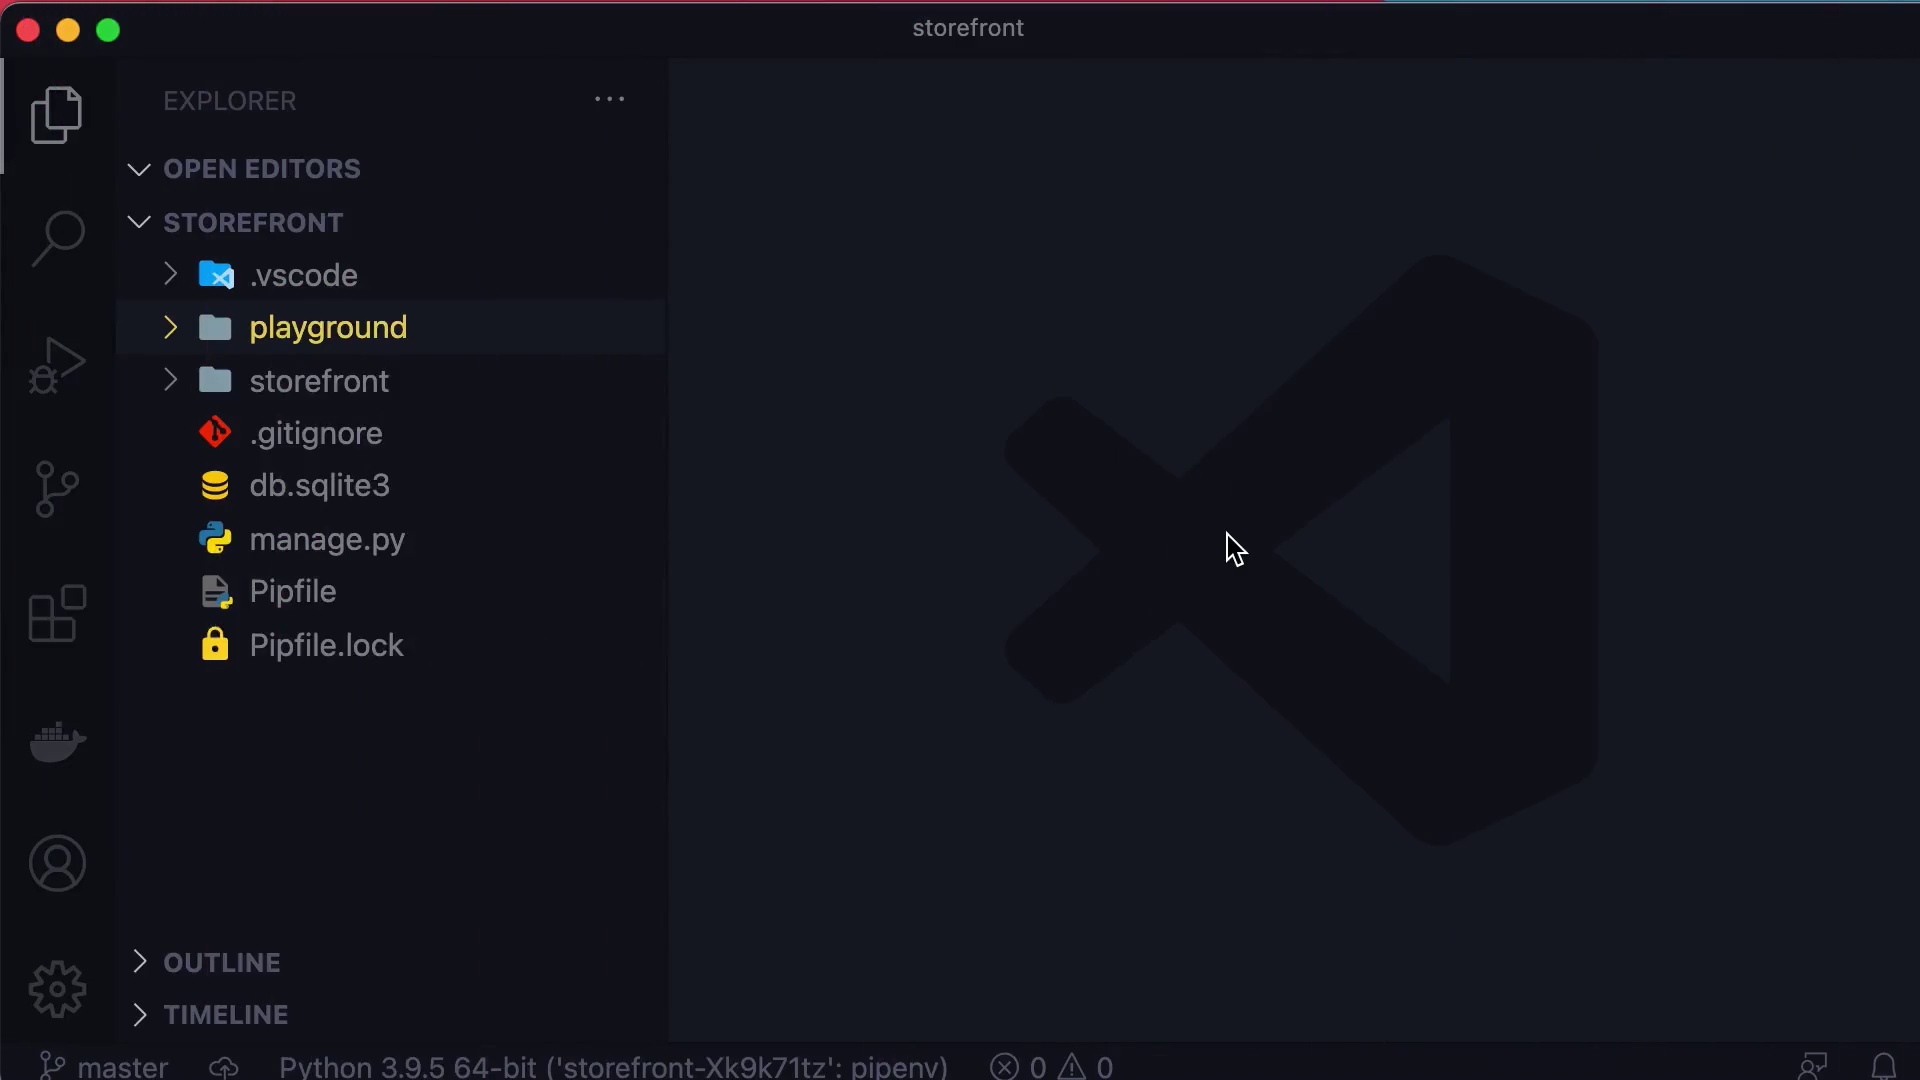 storefront
EXPLORER
OPEN EDITORS
STOREFRONT
.vscode
playground
storefront
.gitignore
db.sqlite3
manage.py
Pipfile
Pipfile.lock
OUTLINE
TIMELINE
master Python 3.9.5 64-bit ('storefront-Xk9k71tz': pipenv) 0 0